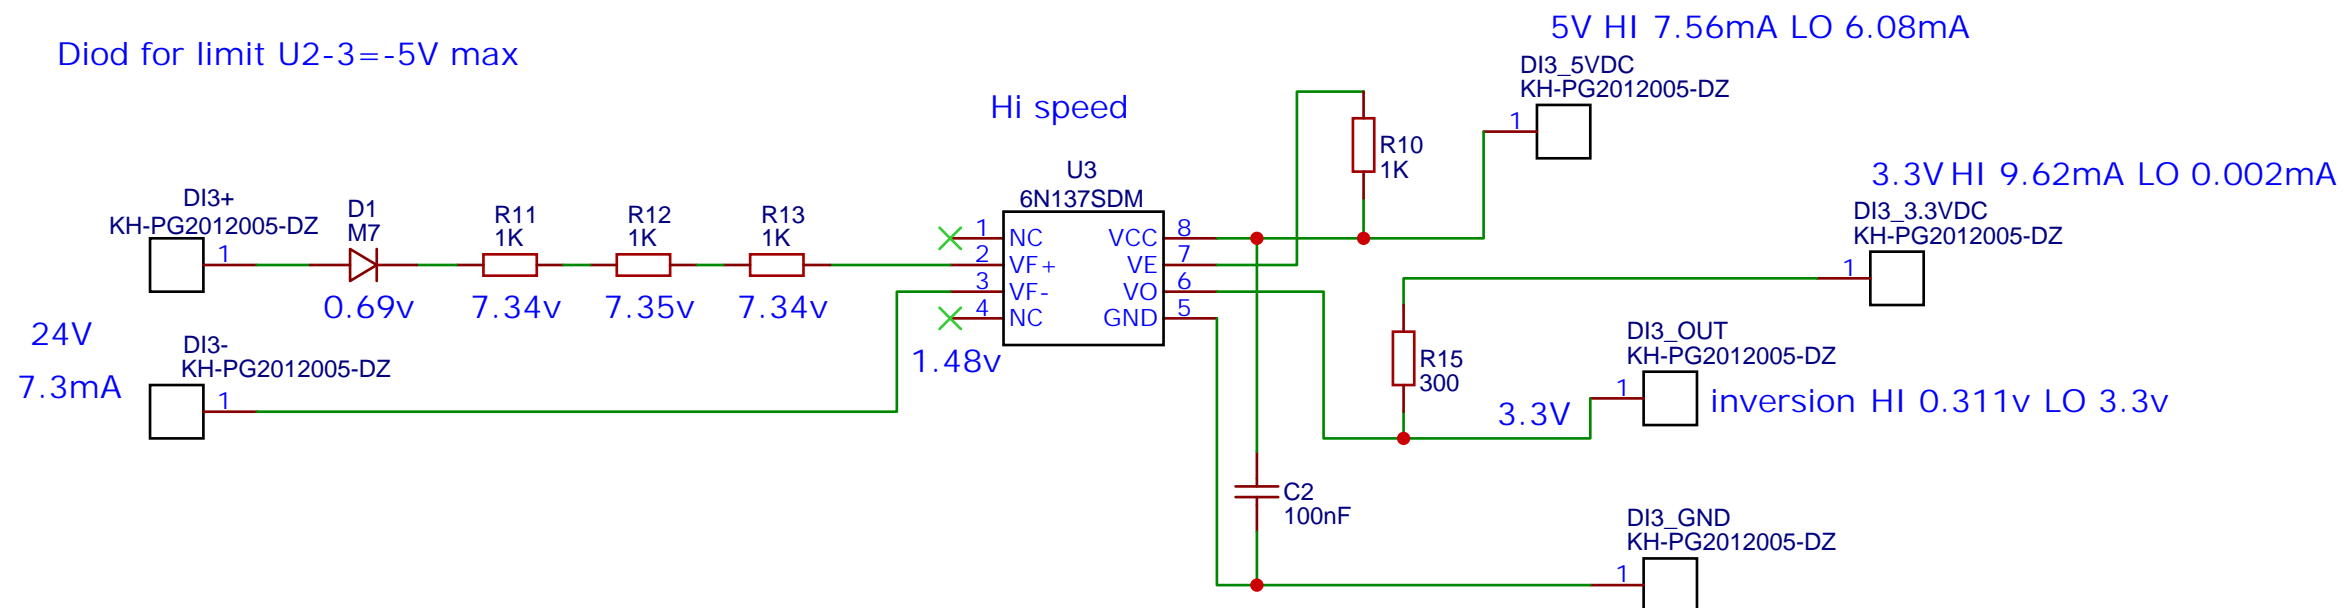 5V HI 7.56mA LO 6.08mA
Diod for limit U2-3=-5V max
DI3_5VDC
KH-PG2012005-DZ
1
Hi speed
R10
1K
3.3V HI 9.62mA LO 0.002mA
DI3_3.3VDC
KH-PG2012005-DZ
1
DI3+
KH-PG2012005-DZ
1
D1
M7
0.69v
R11
1K
7.34v
R12
1K
7.35v
R13
1K
7.34v
U3
6N137SDM
1 NC VCC 8
2 VF+ VE 7
3 VF- VO 6
4 NC GND 5
1.48v
24V
7.3mA
DI3-
KH-PG2012005-DZ
1
R15
300
3.3V
DI3_OUT
KH-PG2012005-DZ
1
inversion HI 0.311v LO 3.3v
C2
100nF
DI3_GND
KH-PG2012005-DZ
1